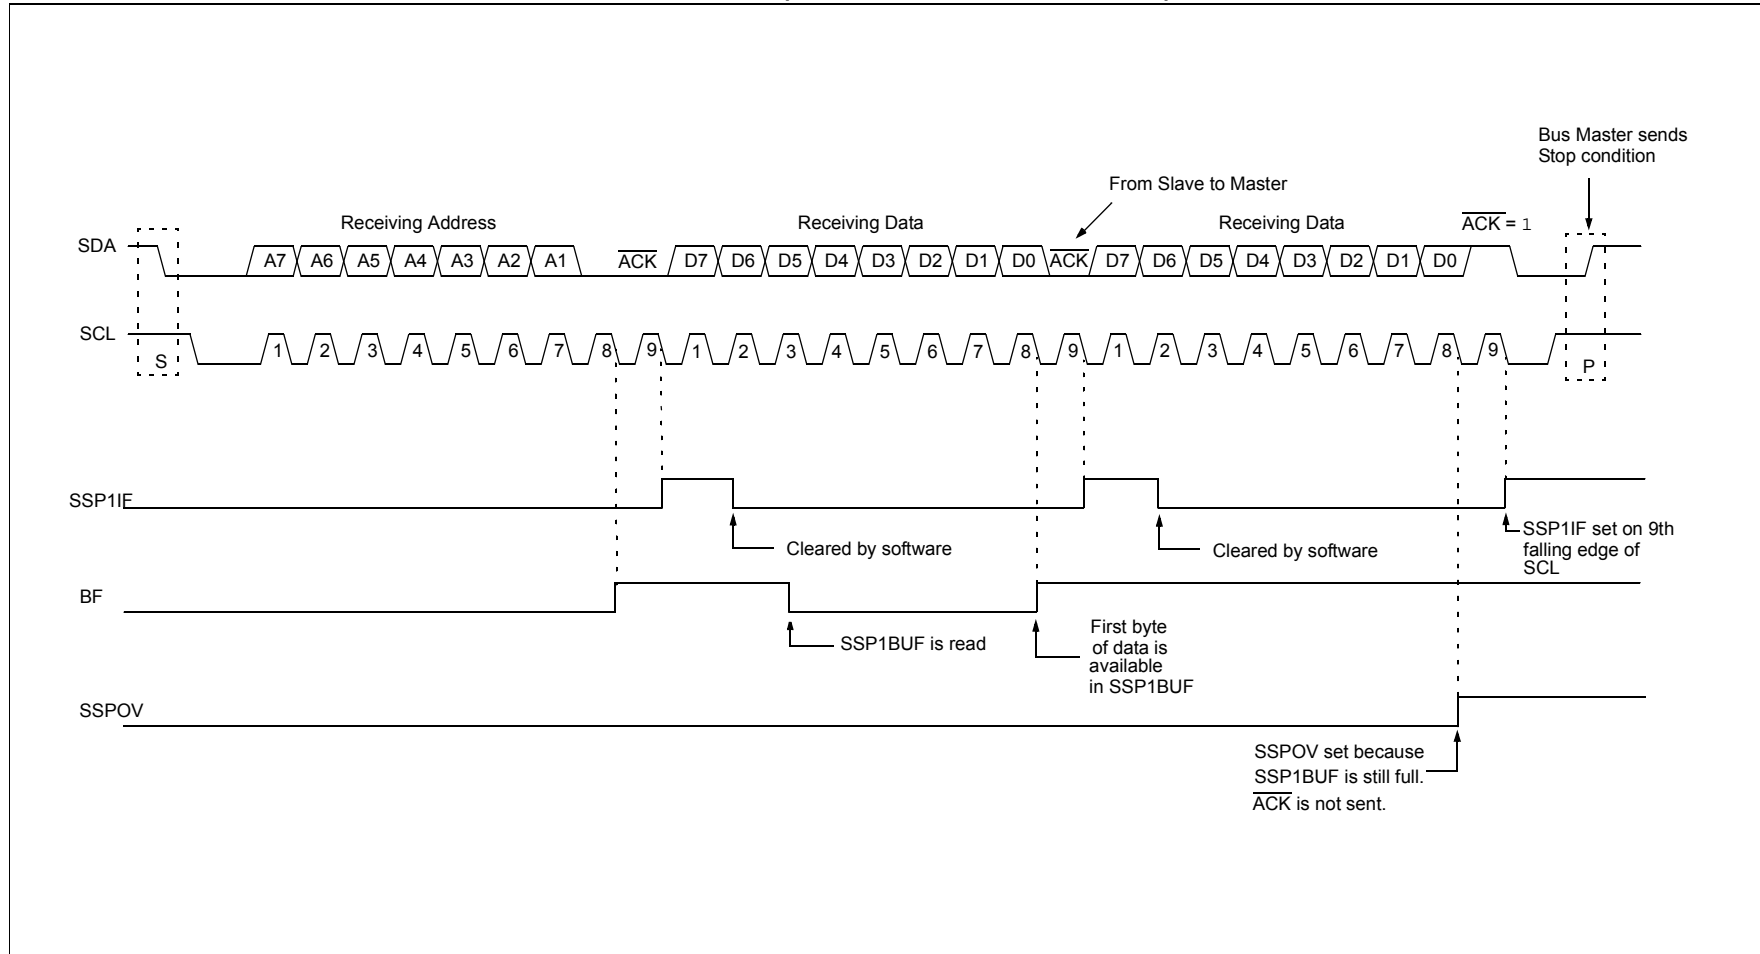 Bus Master sends
Stop condition
From Slave to Master
Receiving Address
Receiving Data
Receiving Data
ACK = 1
SDA
A7 A6 A5 A4 A3 A2 A1 ACK D7 D6 D5 D4 D3 D2 D1 D0 ACK D7 D6 D5 D4 D3 D2 D1 D0
SCL
1 2 3 4 5 6 7 8 9 1 2 3 4 5 6 7 8 9 1 2 3 4 5 6 7 8 9
S
P
SSP1IF
Cleared by software
Cleared by software
SSP1IF set on 9th
falling edge of
SCL
BF
SSP1BUF is read
First byte
of data is
available
in SSP1BUF
SSPOV
SSPOV set because
SSP1BUF is still full.
ACK is not sent.